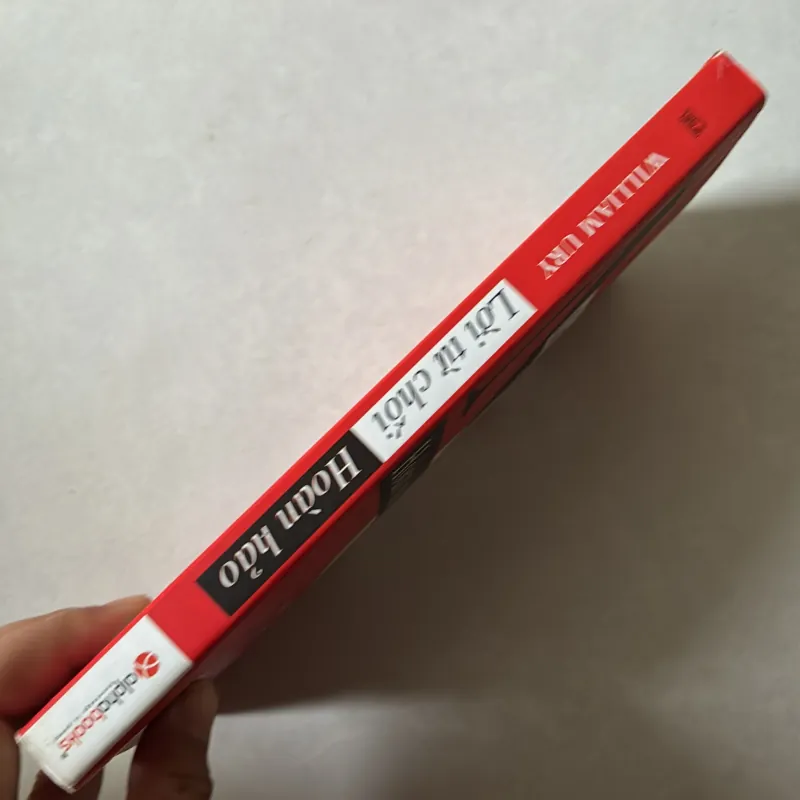 WILLIAM URY
Lời từ chối
Hoàn hảo
alphabooks